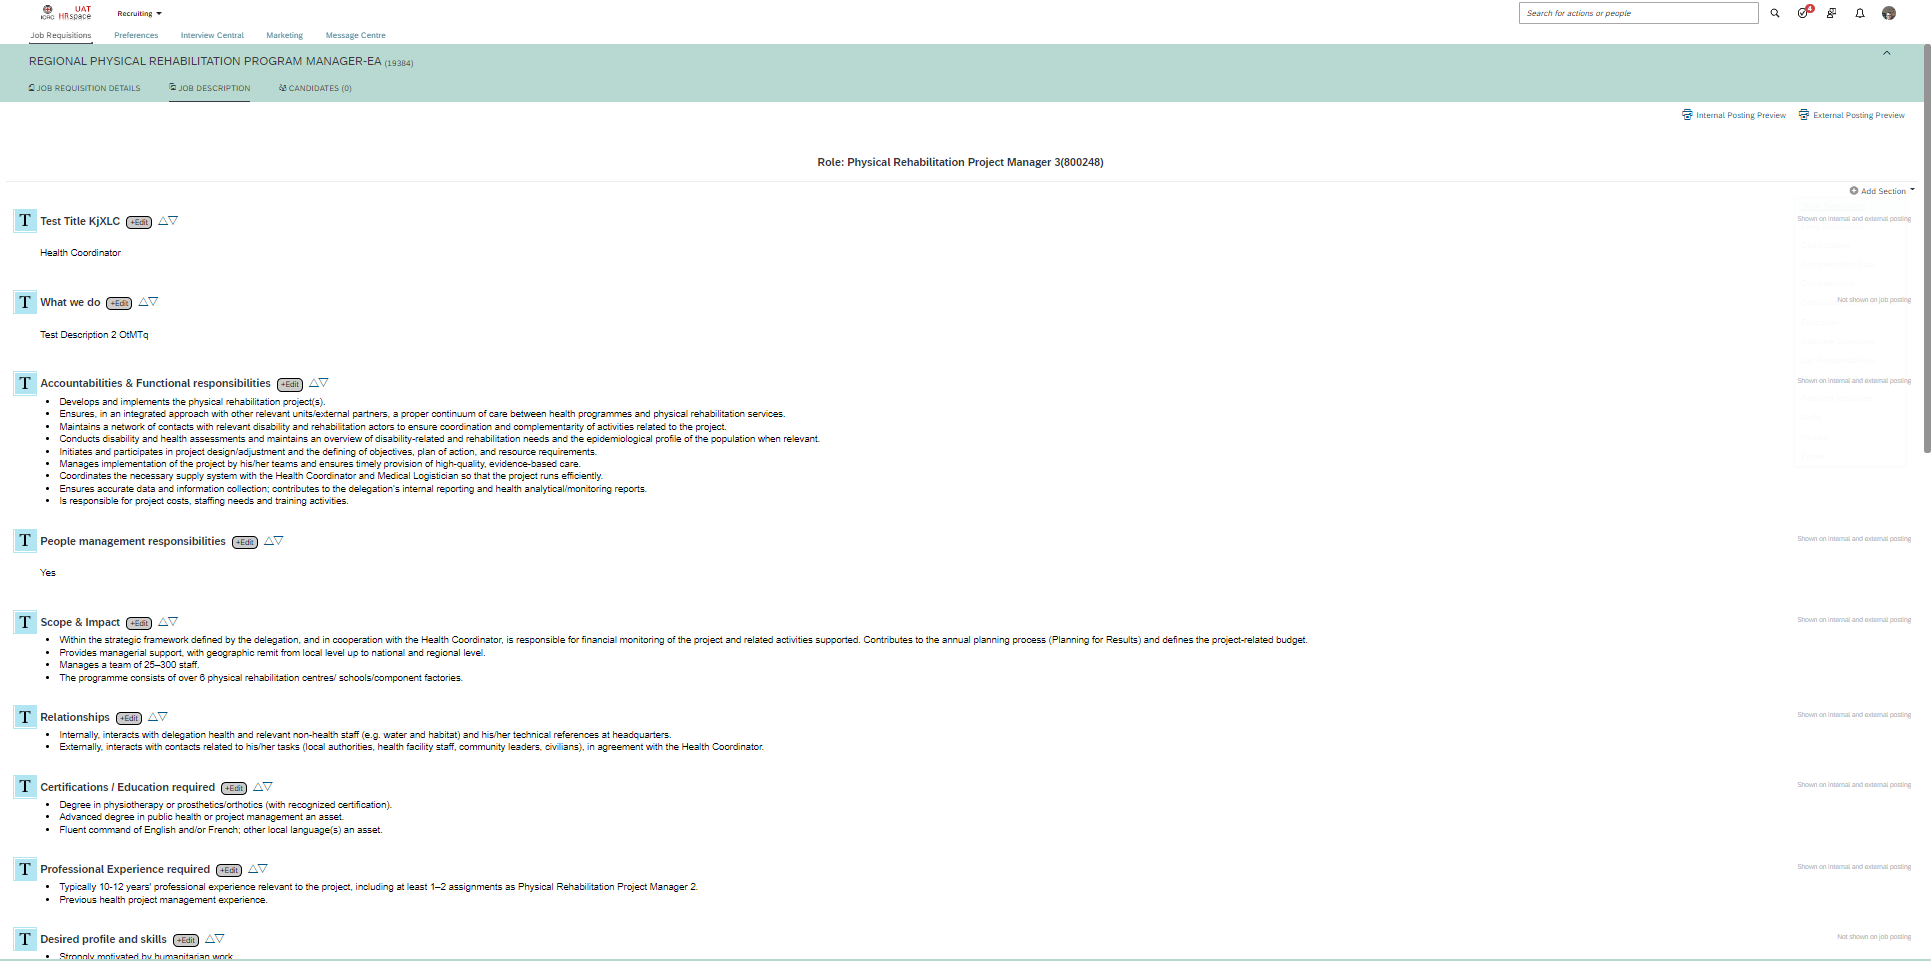 ICRC
UAT
HRspace
Recruiting
Search for actions or people
4
Job Requisitions
Preferences
Interview Central
Marketing
Message Centre
REGIONAL PHYSICAL REHABILITATION PROGRAM MANAGER-EA (19384)
JOB REQUISITION DETAILS
JOB DESCRIPTION
CANDIDATES (0)
Internal Posting Preview
External Posting Preview
Role: Physical Rehabilitation Project Manager 3(800248)
Add Section
T Test Title KjXLC +Edit
Shown on internal and external posting
Health Coordinator
T What we do +Edit
Not shown on job posting
Test Description 2 OtMTq
T Accountabilities & Functional responsibilities +Edit
Shown on internal and external posting
• Develops and implements the physical rehabilitation project(s).
• Ensures, in an integrated approach with other relevant units/external partners, a proper continuum of care between health programmes and physical rehabilitation services.
• Maintains a network of contacts with relevant disability and rehabilitation actors to ensure coordination and complementarity of activities related to the project.
• Conducts disability and health assessments and maintains an overview of disability-related and rehabilitation needs and the epidemiological profile of the population when relevant.
• Initiates and participates in project design/adjustment and the defining of objectives, plan of action, and resource requirements.
• Manages implementation of the project by his/her teams and ensures timely provision of high-quality, evidence-based care.
• Coordinates the necessary supply system with the Health Coordinator and Medical Logistician so that the project runs efficiently.
• Ensures accurate data and information collection; contributes to the delegation's internal reporting and health analytical/monitoring reports.
• Is responsible for project costs, staffing needs and training activities.
T People management responsibilities +Edit
Shown on internal and external posting
Yes
T Scope & Impact +Edit
Shown on internal and external posting
• Within the strategic framework defined by the delegation, and in cooperation with the Health Coordinator, is responsible for financial monitoring of the project and related activities supported. Contributes to the annual planning process (Planning for Results) and defines the project-related budget.
• Provides managerial support, with geographic remit from local level up to national and regional level.
• Manages a team of 25–300 staff.
• The programme consists of over 6 physical rehabilitation centres/ schools/component factories.
T Relationships +Edit
Shown on internal and external posting
• Internally, interacts with delegation health and relevant non-health staff (e.g. water and habitat) and his/her technical references at headquarters.
• Externally, interacts with contacts related to his/her tasks (local authorities, health facility staff, community leaders, civilians), in agreement with the Health Coordinator.
T Certifications / Education required +Edit
Shown on internal and external posting
• Degree in physiotherapy or prosthetics/orthotics (with recognized certification).
• Advanced degree in public health or project management an asset.
• Fluent command of English and/or French; other local language(s) an asset.
T Professional Experience required +Edit
Shown on internal and external posting
• Typically 10-12 years' professional experience relevant to the project, including at least 1–2 assignments as Physical Rehabilitation Project Manager 2.
• Previous health project management experience.
T Desired profile and skills +Edit
Not shown on job posting
• Strongly motivated by humanitarian work